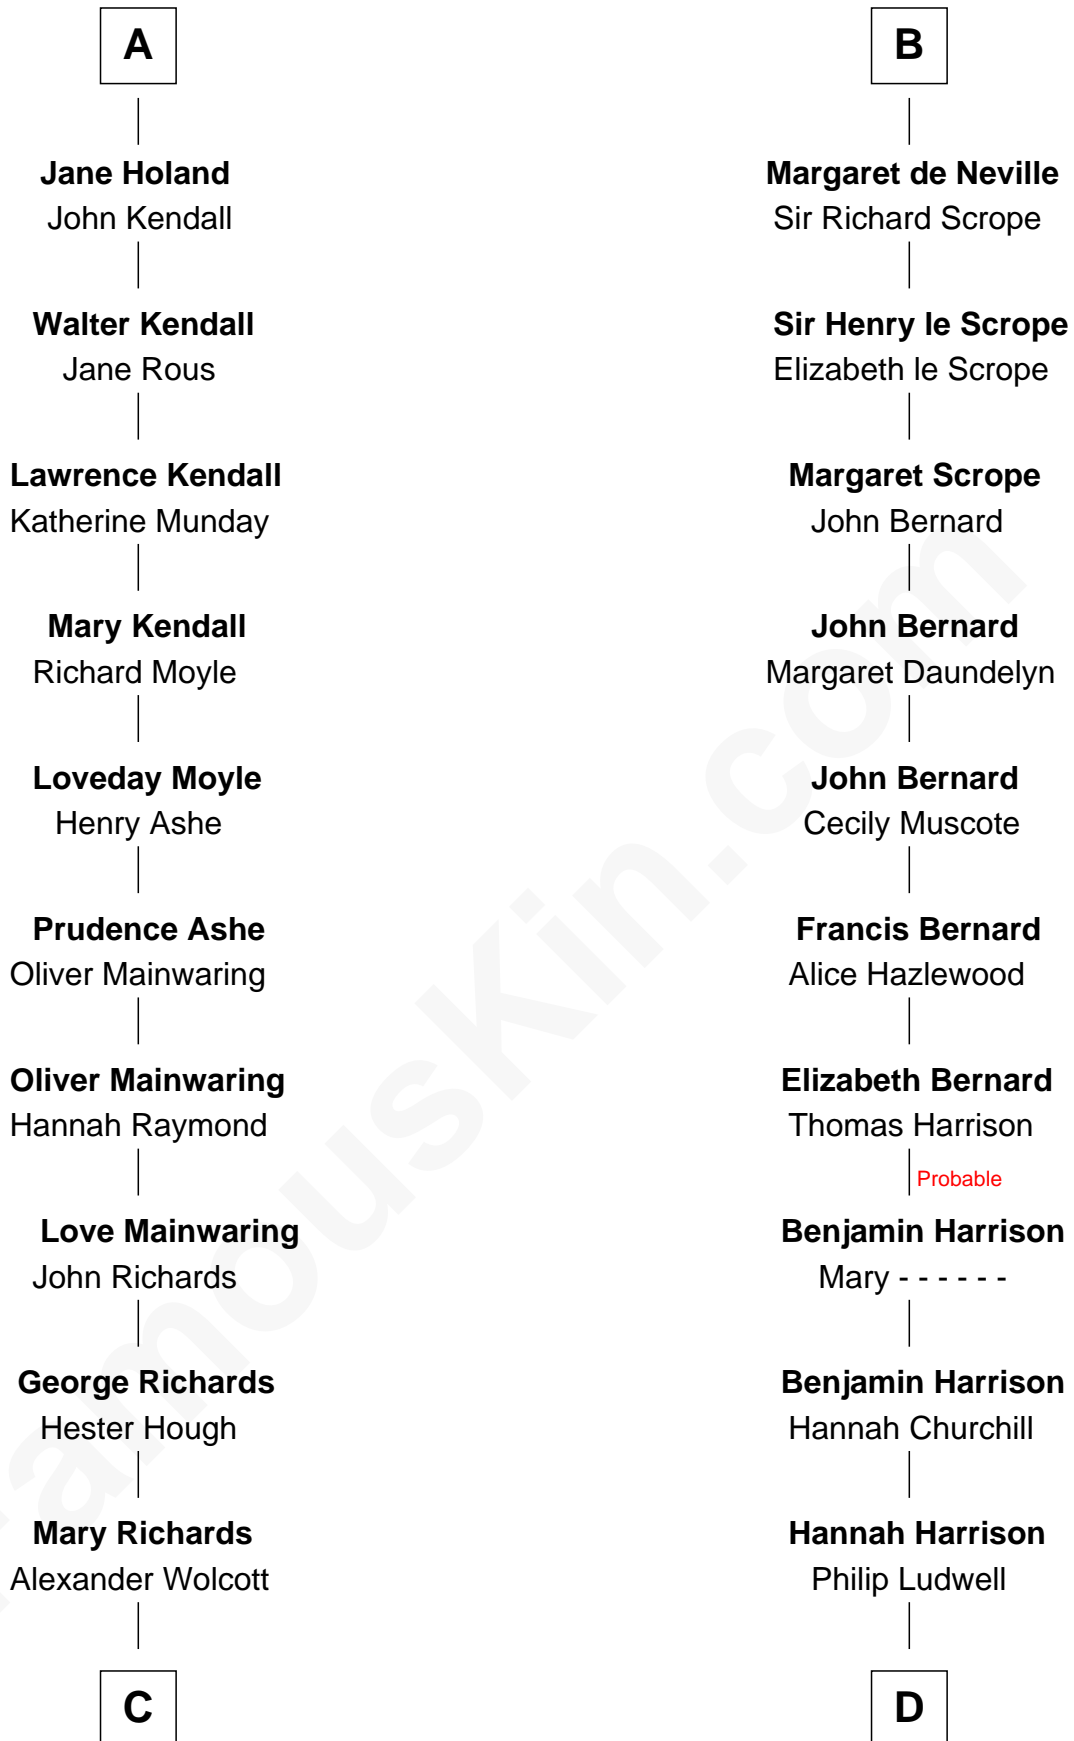 A
Jane Holand
John Kendall
Walter Kendall
Jane Rous
Lawrence Kendall
Katherine Munday
Mary Kendall
Richard Moyle
Loveday Moyle
Henry Ashe
Prudence Ashe
Oliver Mainwaring
Oliver Mainwaring
Hannah Raymond
Love Mainwaring
John Richards
George Richards
Hester Hough
Mary Richards
Alexander Wolcott
C
B
Margaret de Neville
Sir Richard Scrope
Sir Henry le Scrope
Elizabeth le Scrope
Margaret Scrope
John Bernard
John Bernard
Margaret Daundelyn
John Bernard
Cecily Muscote
Francis Bernard
Alice Hazlewood
Elizabeth Bernard
Thomas Harrison
Probable
Benjamin Harrison
Mary - - - - - -
Benjamin Harrison
Hannah Churchill
Hannah Harrison
Philip Ludwell
D
FamousKin.com